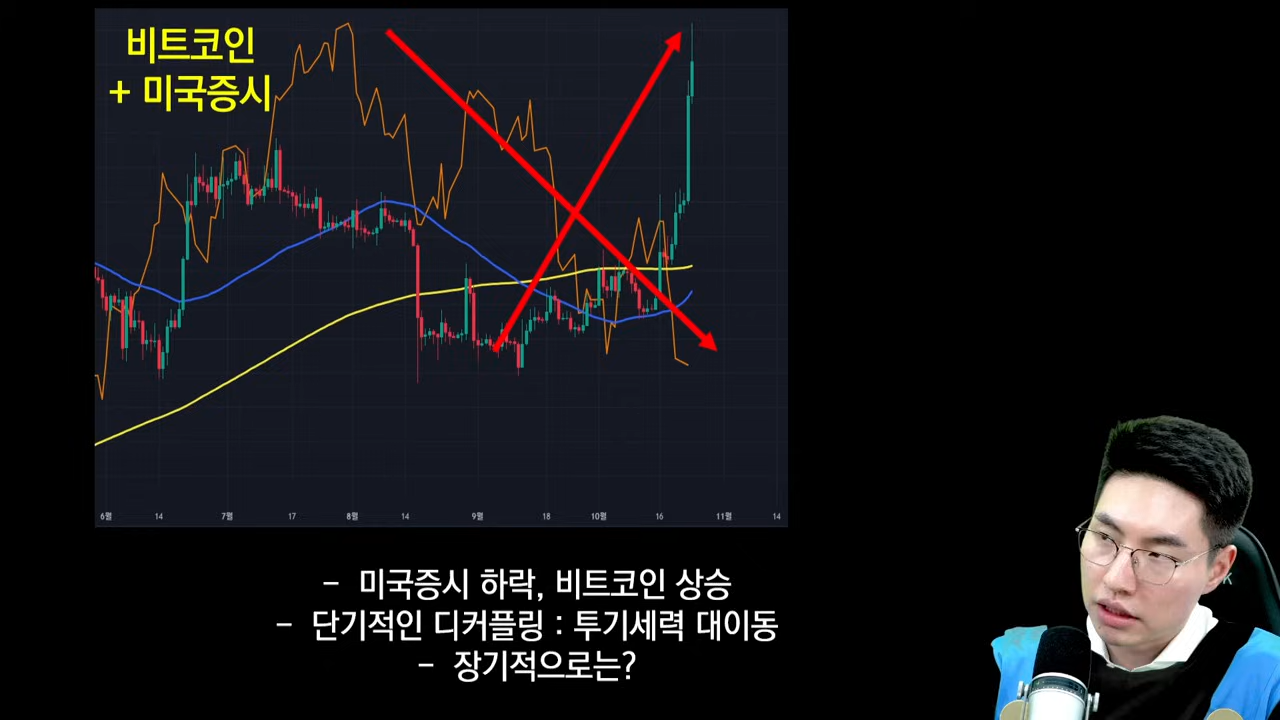 비트코인
+ 미국증시
6월 14 7월 17 8월 14 9월 18 10월 16 11월 14
- 미국증시 하락, 비트코인 상승
- 단기적인 디커플링 : 투기세력 대이동
- 장기적으로는?